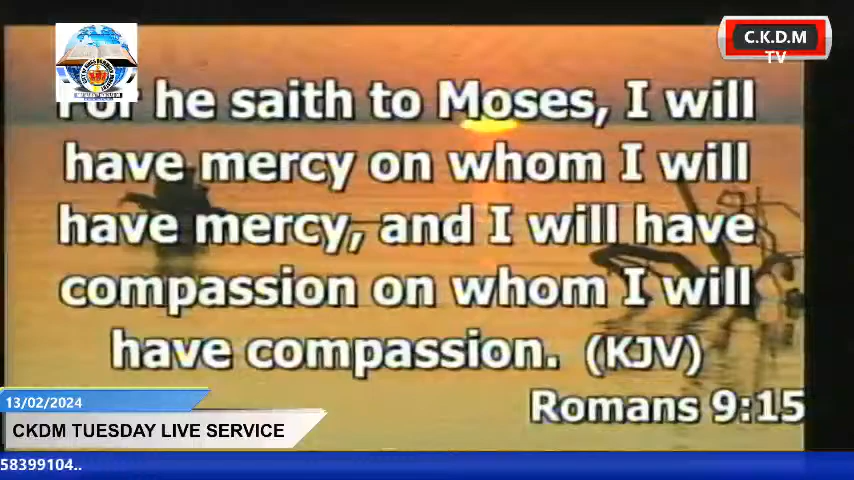 C.K.D.M
TV
For he saith to Moses, I will
have mercy on whom I will
have mercy, and I will have
compassion on whom I will
have compassion. (KJV)
Romans 9:15
13/02/2024
CKDM TUESDAY LIVE SERVICE
58399104..